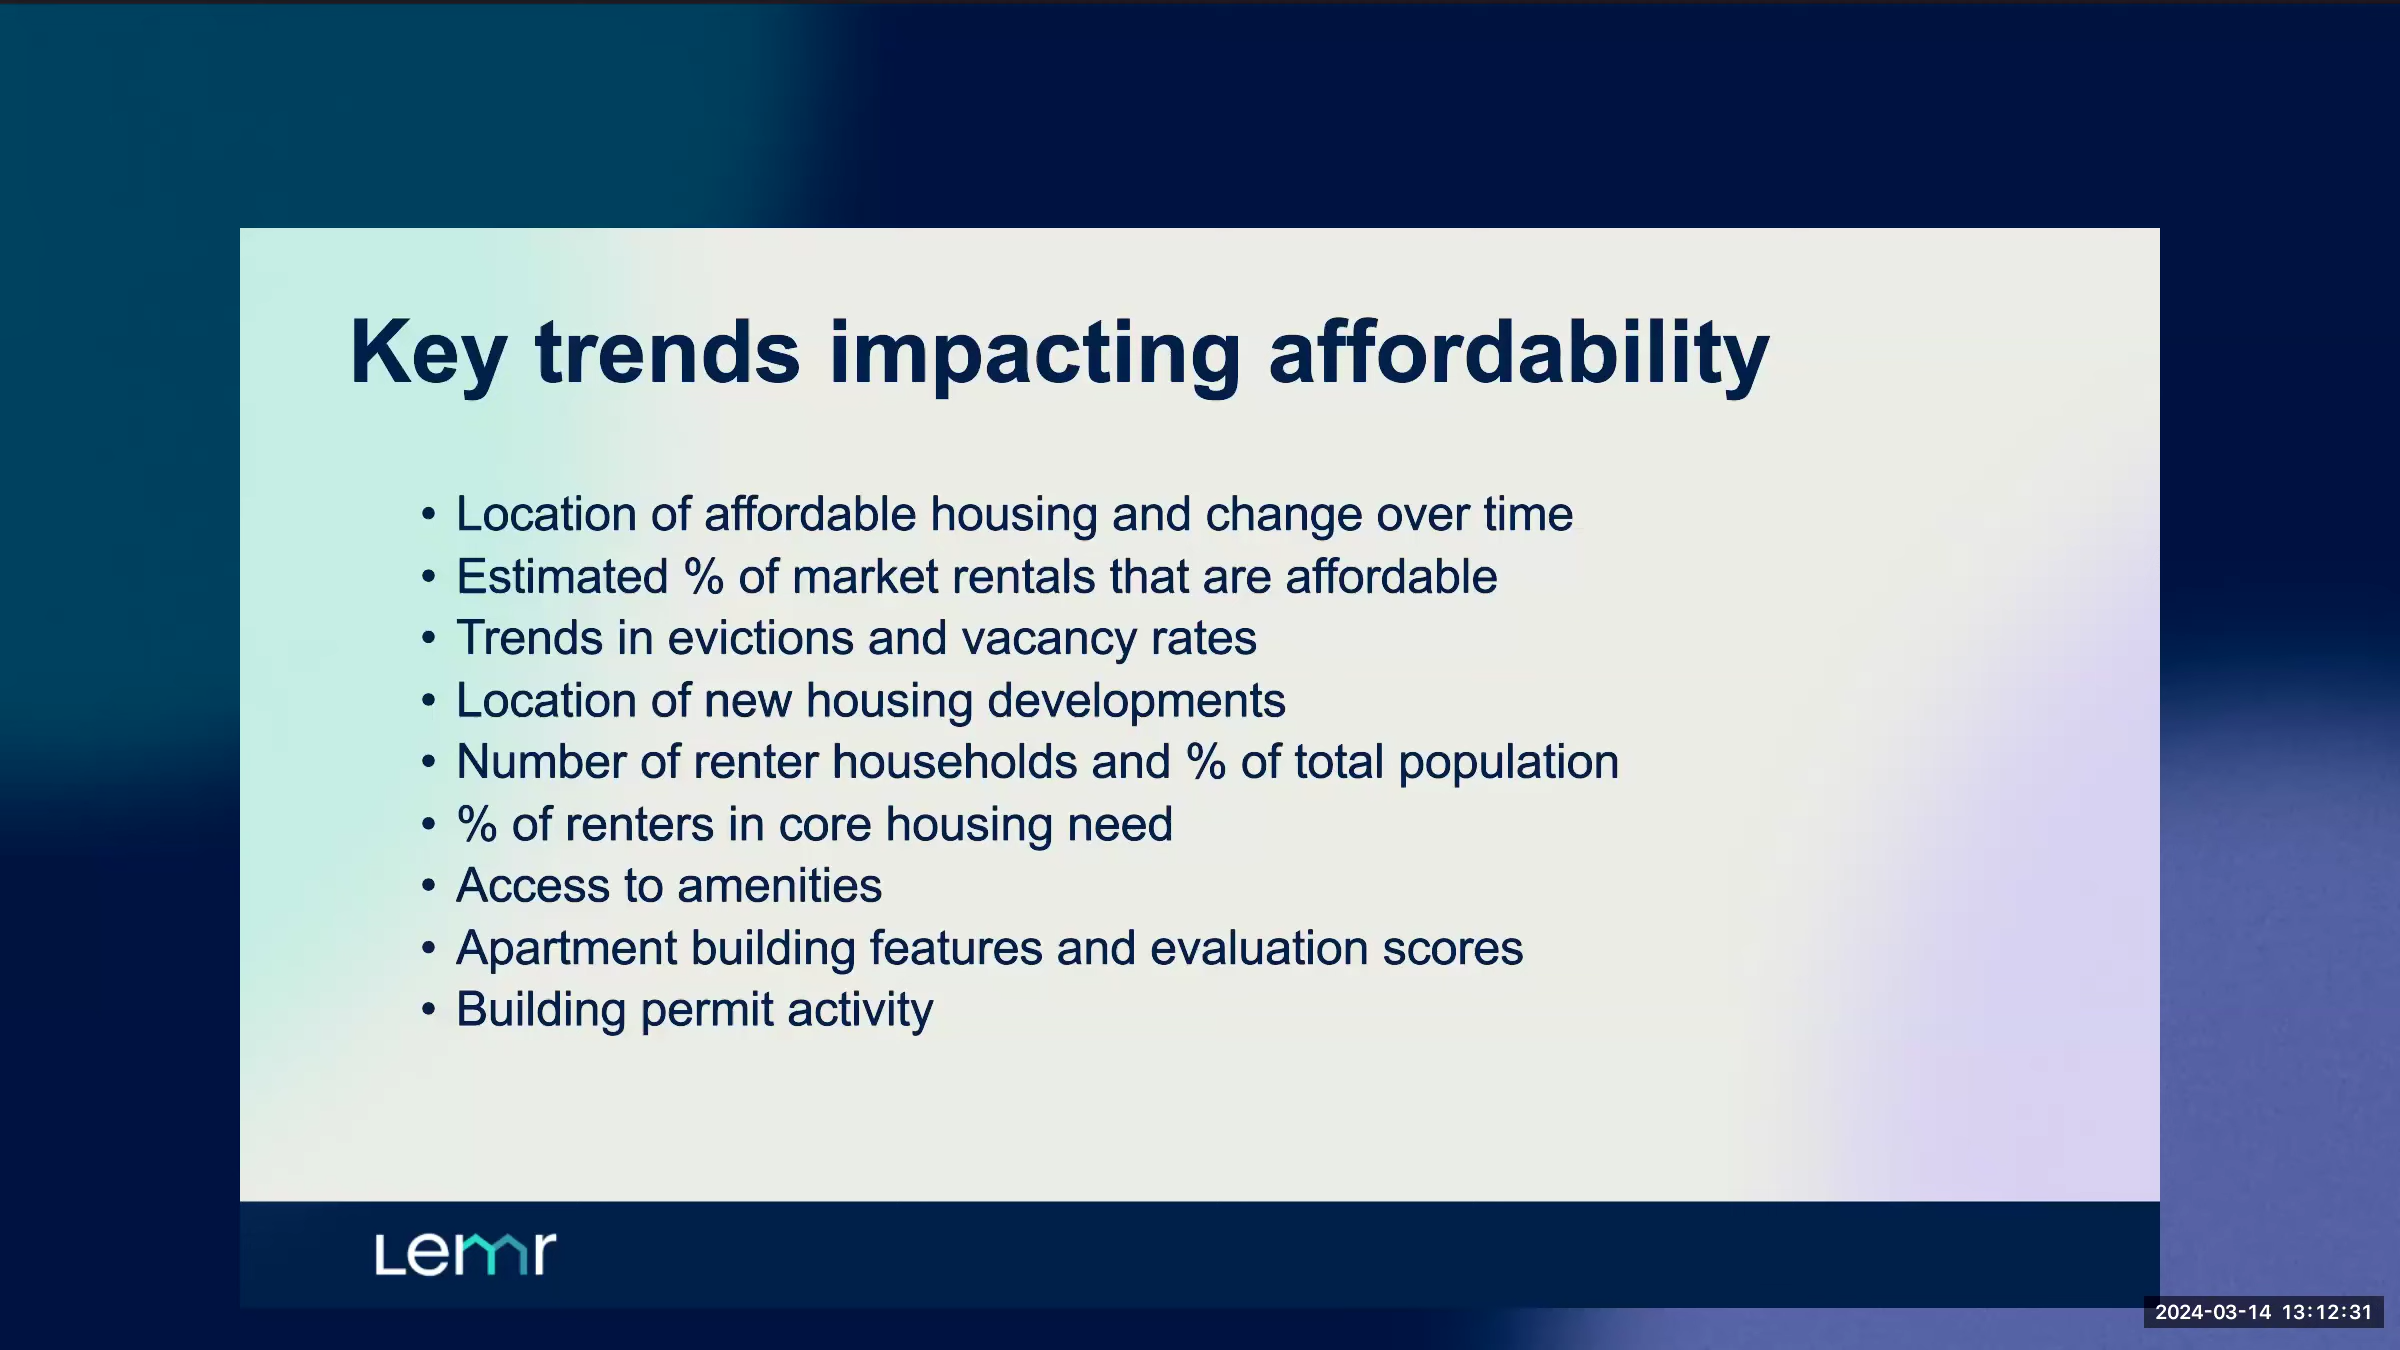 Key trends impacting affordability
• Location of affordable housing and change over time
• Estimated % of market rentals that are affordable
• Trends in evictions and vacancy rates
• Location of new housing developments
• Number of renter households and % of total population
• % of renters in core housing need
• Access to amenities
• Apartment building features and evaluation scores
• Building permit activity
Lemr
2024-03-14 13:12:31